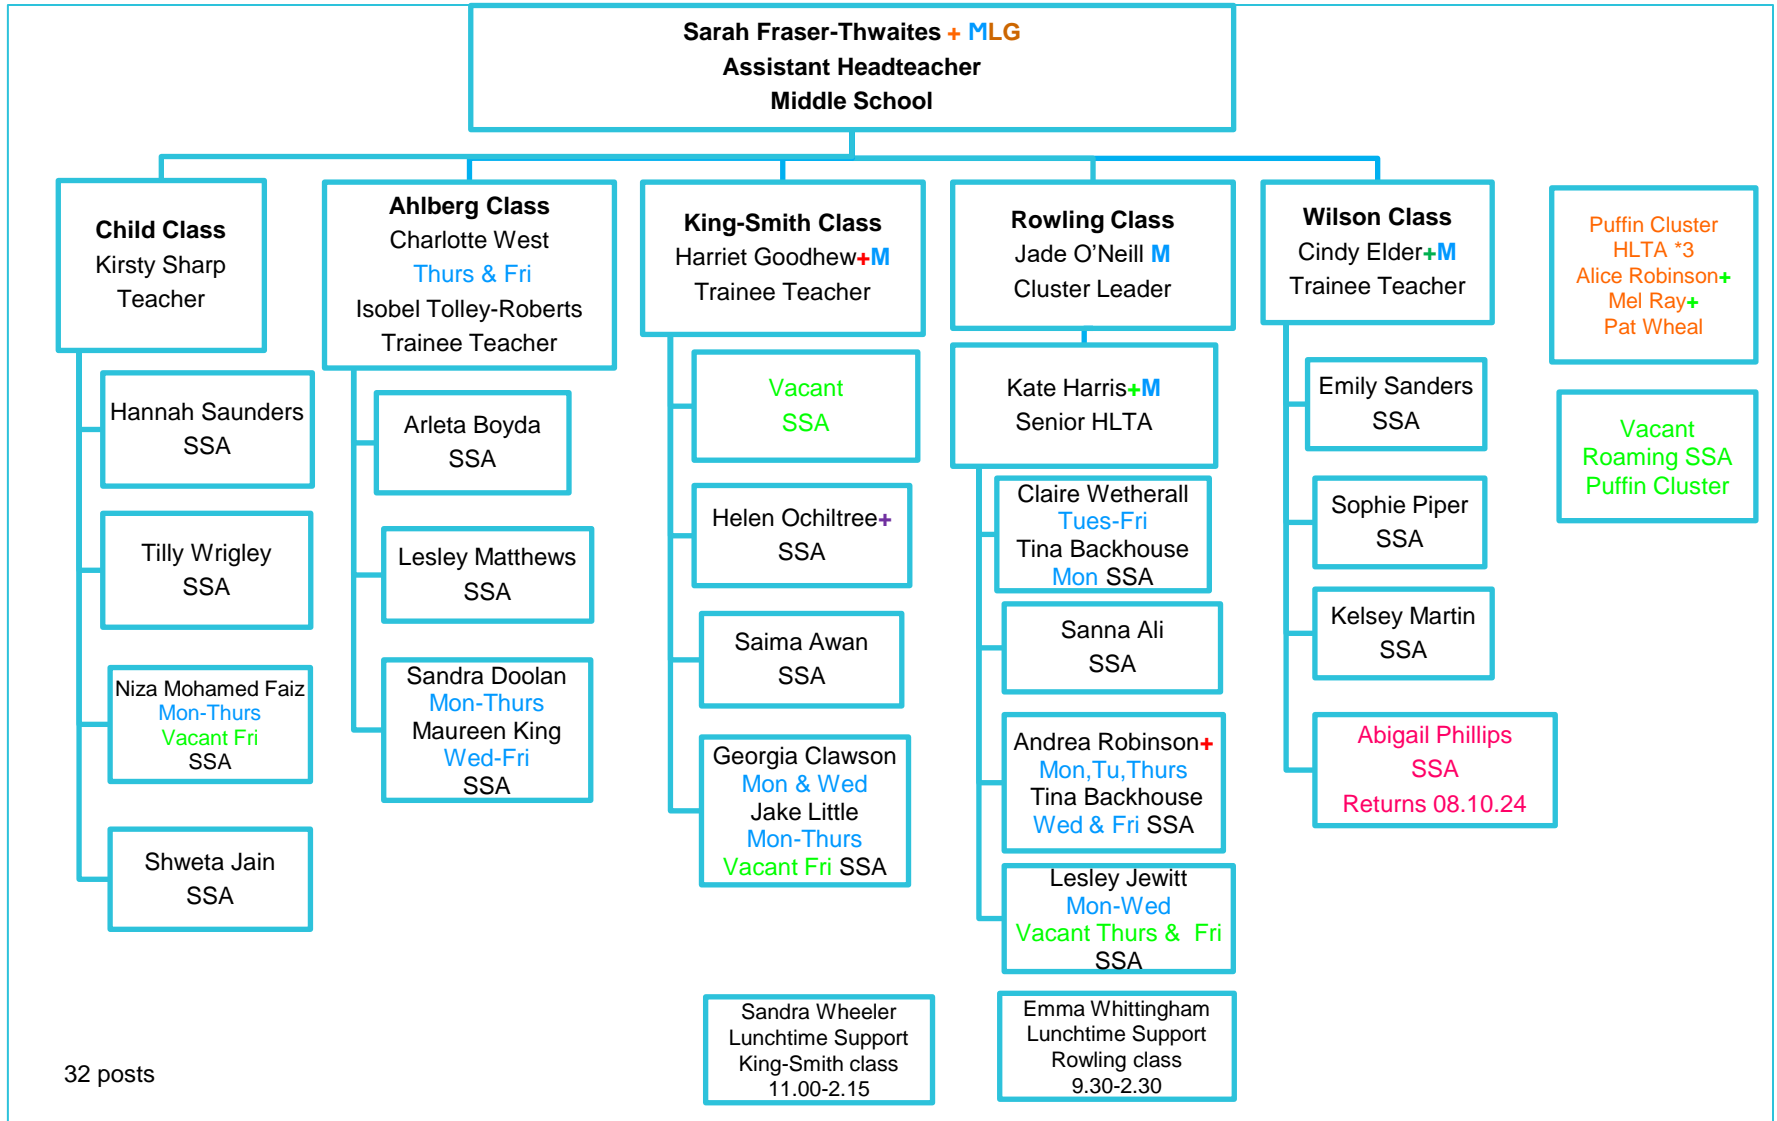 Sarah Fraser-Thwaites + MLG
Assistant Headteacher
Middle School
Child Class
Kirsty Sharp
Teacher
Hannah Saunders
SSA
Tilly Wrigley
SSA
Niza Mohamed Faiz
Mon-Thurs
Vacant Fri
SSA
Shweta Jain
SSA
Ahlberg Class
Charlotte West
Thurs & Fri
Isobel Tolley-Roberts
Trainee Teacher
Arleta Boyda
SSA
Lesley Matthews
SSA
Sandra Doolan
Mon-Thurs
Maureen King
Wed-Fri
SSA
King-Smith Class
Harriet Goodhew+M
Trainee Teacher
Vacant
SSA
Helen Ochiltree+
SSA
Saima Awan
SSA
Georgia Clawson
Mon & Wed
Jake Little
Mon-Thurs
Vacant Fri SSA
Sandra Wheeler
Lunchtime Support
King-Smith class
11.00-2.15
Rowling Class
Jade O'Neill M
Cluster Leader
Kate Harris+M
Senior HLTA
Claire Wetherall
Tues-Fri
Tina Backhouse
Mon SSA
Sanna Ali
SSA
Andrea Robinson+
Mon,Tu,Thurs
Tina Backhouse
Wed & Fri SSA
Lesley Jewitt
Mon-Wed
Vacant Thurs & Fri
SSA
Emma Whittingham
Lunchtime Support
Rowling class
9.30-2.30
Wilson Class
Cindy Elder+M
Trainee Teacher
Emily Sanders
SSA
Sophie Piper
SSA
Kelsey Martin
SSA
Abigail Phillips
SSA
Returns 08.10.24
Puffin Cluster
HLTA *3
Alice Robinson+
Mel Ray+
Pat Wheal
Vacant
Roaming SSA
Puffin Cluster
32 posts